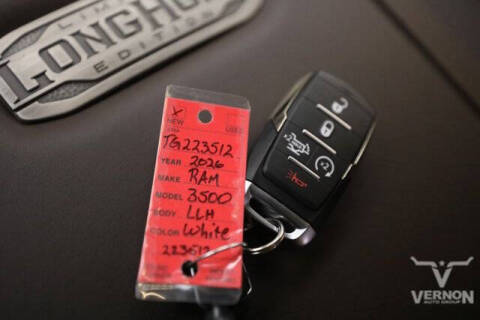 LIMITED
LONGHORN
EDITION
X
NEW
USED
TG223512
YEAR 2026
MAKE RAM
MODEL 3500
BODY LLH
COLOR White
223512
x2
VERNON
AUTO GROUP